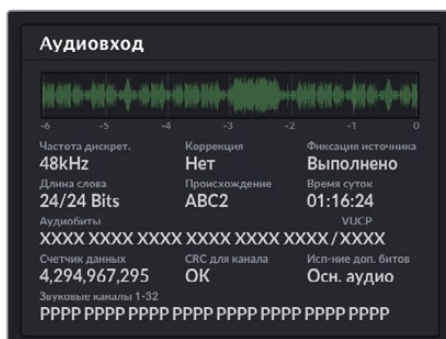 Аудиовход
-6 -5 -4 -3 -2 -1 0
Частота дискрет. Коррекция Фиксация источника
48kHz Нет Выполнено
Длина слова Происхождение Время суток
24/24 Bits ABC2 01:16:24
Аудиобиты VUCP
XXXX XXXX XXXX XXXX XXXX XXXX/XXXX
Счетчик данных CRC для канала Исп-ние доп. битов
4,294,967,295 OK Осн. аудио
Звуковые каналы 1-32
PPPP PPPP PPPP PPPP PPPP PPPP PPPP PPPP